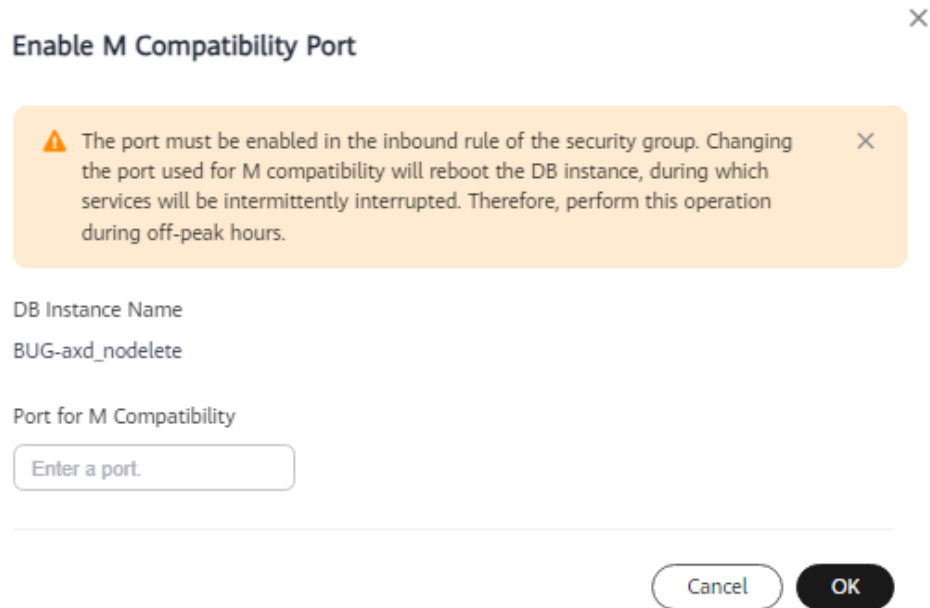 Enable M Compatibility Port
The port must be enabled in the inbound rule of the security group. Changing
the port used for M compatibility will reboot the DB instance, during which
services will be intermittently interrupted. Therefore, perform this operation
during off-peak hours.
DB Instance Name
BUG-axd_nodelete
Port for M Compatibility
Enter a port.
Cancel OK